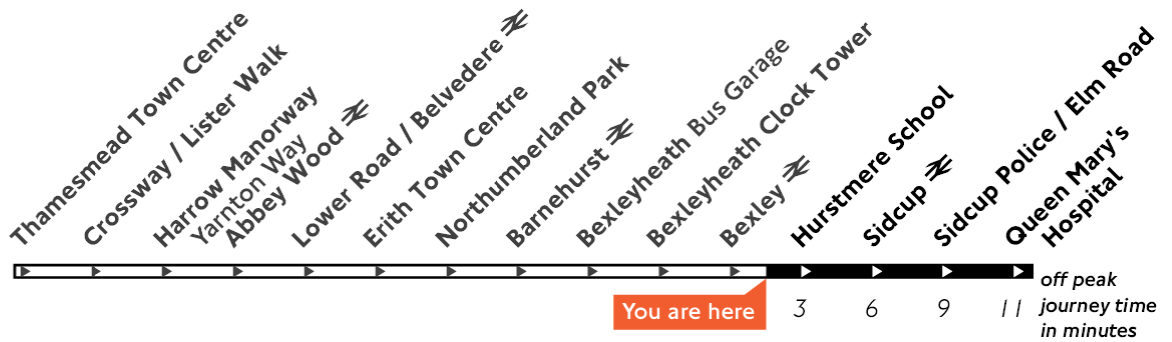 Thamesmead Town Centre
Crossway / Lister Walk
Harrow Manorway
Yarnton Way
Abbey Wood
Lower Road / Belvedere
Erith Town Centre
Northumberland Park
Barnehurst
Bexleyheath Bus Garage
Bexleyheath Clock Tower
Bexley
Hurstmere School
Sidcup
Sidcup Police / Elm Road
Queen Mary's
Hospital
You are here
3 6 9 11
off peak
journey time
in minutes